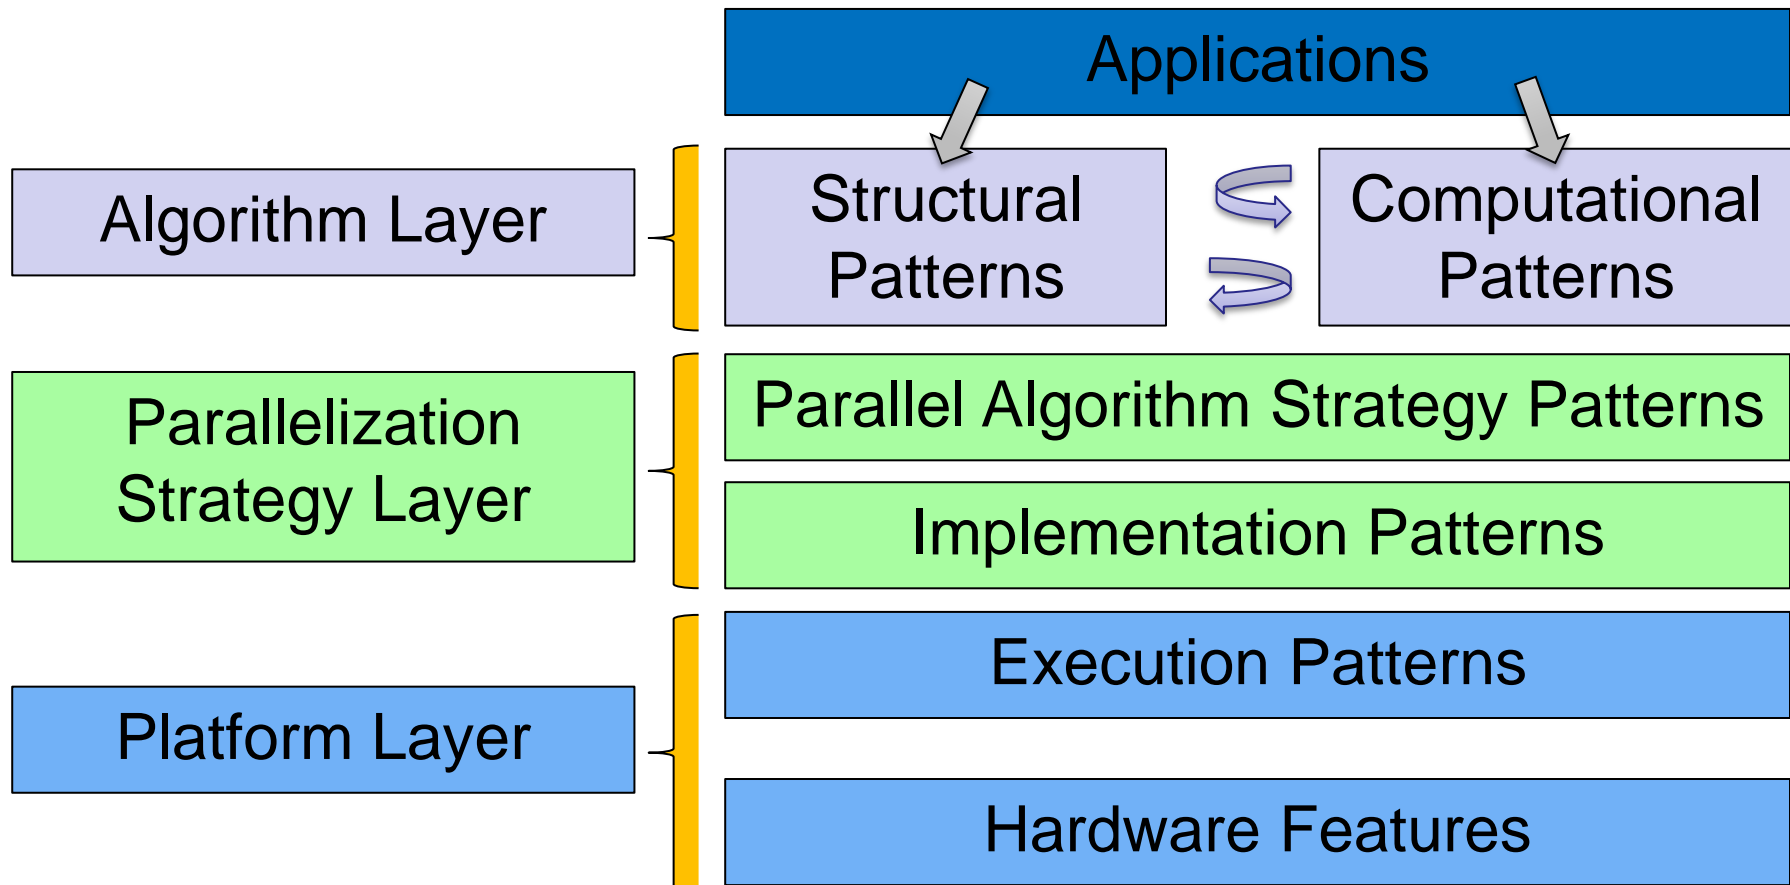 Applications
Algorithm Layer
Structural
Patterns
Computational
Patterns
Parallelization
Strategy Layer
Parallel Algorithm Strategy Patterns
Implementation Patterns
Platform Layer
Execution Patterns
Hardware Features